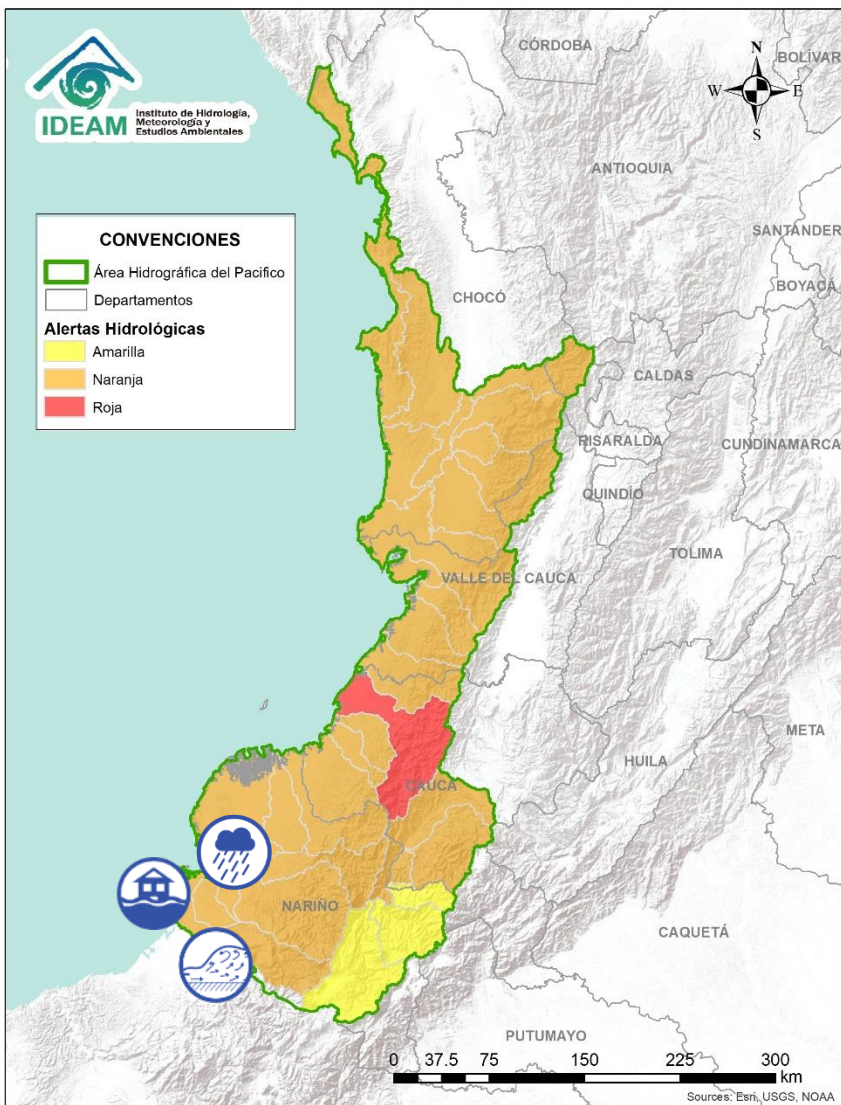 IDEAM
Instituto de Hidrología,
Meteorología y
Estudios Ambientales
CÓRDOBA
BOLÍVAR
N
W
E
S
ANTIOQUIA
SANTANDER
BOYACÁ
CONVENCIONES
Área Hidrográfica del Pacifico
Departamentos
Alertas Hidrológicas
Amarilla
Naranja
Roja
CHOCÓ
CALDAS
RISARALDA
CUNDINAMARCA
QUINDÍO
TOLIMA
VALLE DEL CAUCA
META
HUILA
CAUCA
NARIÑO
CAQUETÁ
PUTUMAYO
0 37.5 75 150 225 300
km
Sources: Esri, USGS, NOAA